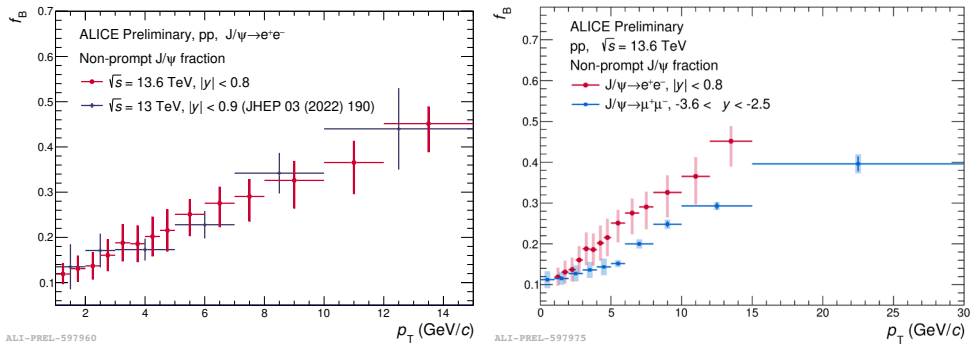 f_B
ALICE Preliminary, pp, J/ψ→e⁺e⁻
Non-prompt J/ψ fraction
√s = 13.6 TeV, |y| < 0.8
√s = 13 TeV, |y| < 0.9 (JHEP 03 (2022) 190)
0.6
0.5
0.4
0.3
0.2
0.1
2 4 6 8 10 12 14
p_T (GeV/c)
ALI-PREL-597960
f_B
ALICE Preliminary
pp, √s = 13.6 TeV
Non-prompt J/ψ fraction
J/ψ→e⁺e⁻, |y| < 0.8
J/ψ→μ⁺μ⁻, -3.6 < y < -2.5
0.7
0.6
0.5
0.4
0.3
0.2
0.1
0 5 10 15 20 25 30
p_T (GeV/c)
ALI-PREL-597975